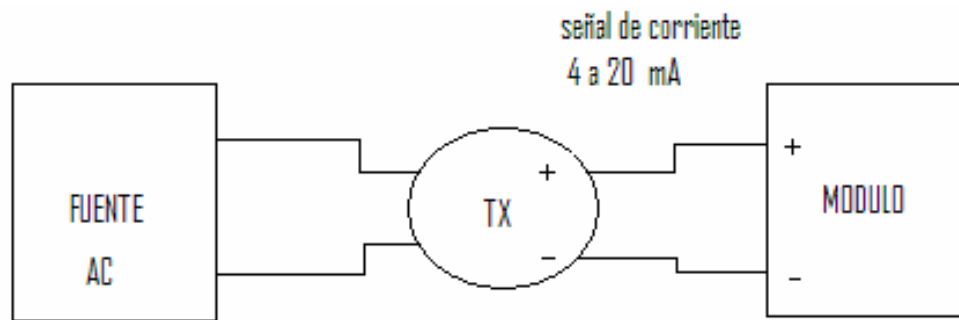 señal de corriente
4 a 20 mA
FUENTE
AC
TX
+
−
+
−
MODULO